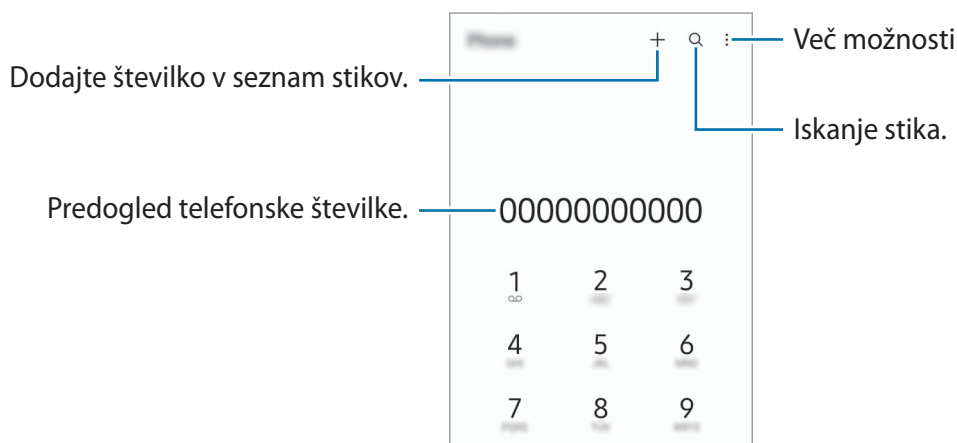 Phone
Več možnosti
Dodajte številko v seznam stikov.
Iskanje stika.
Predogled telefonske številke.
00000000000
1 2 3
4 5 6
7 8 9